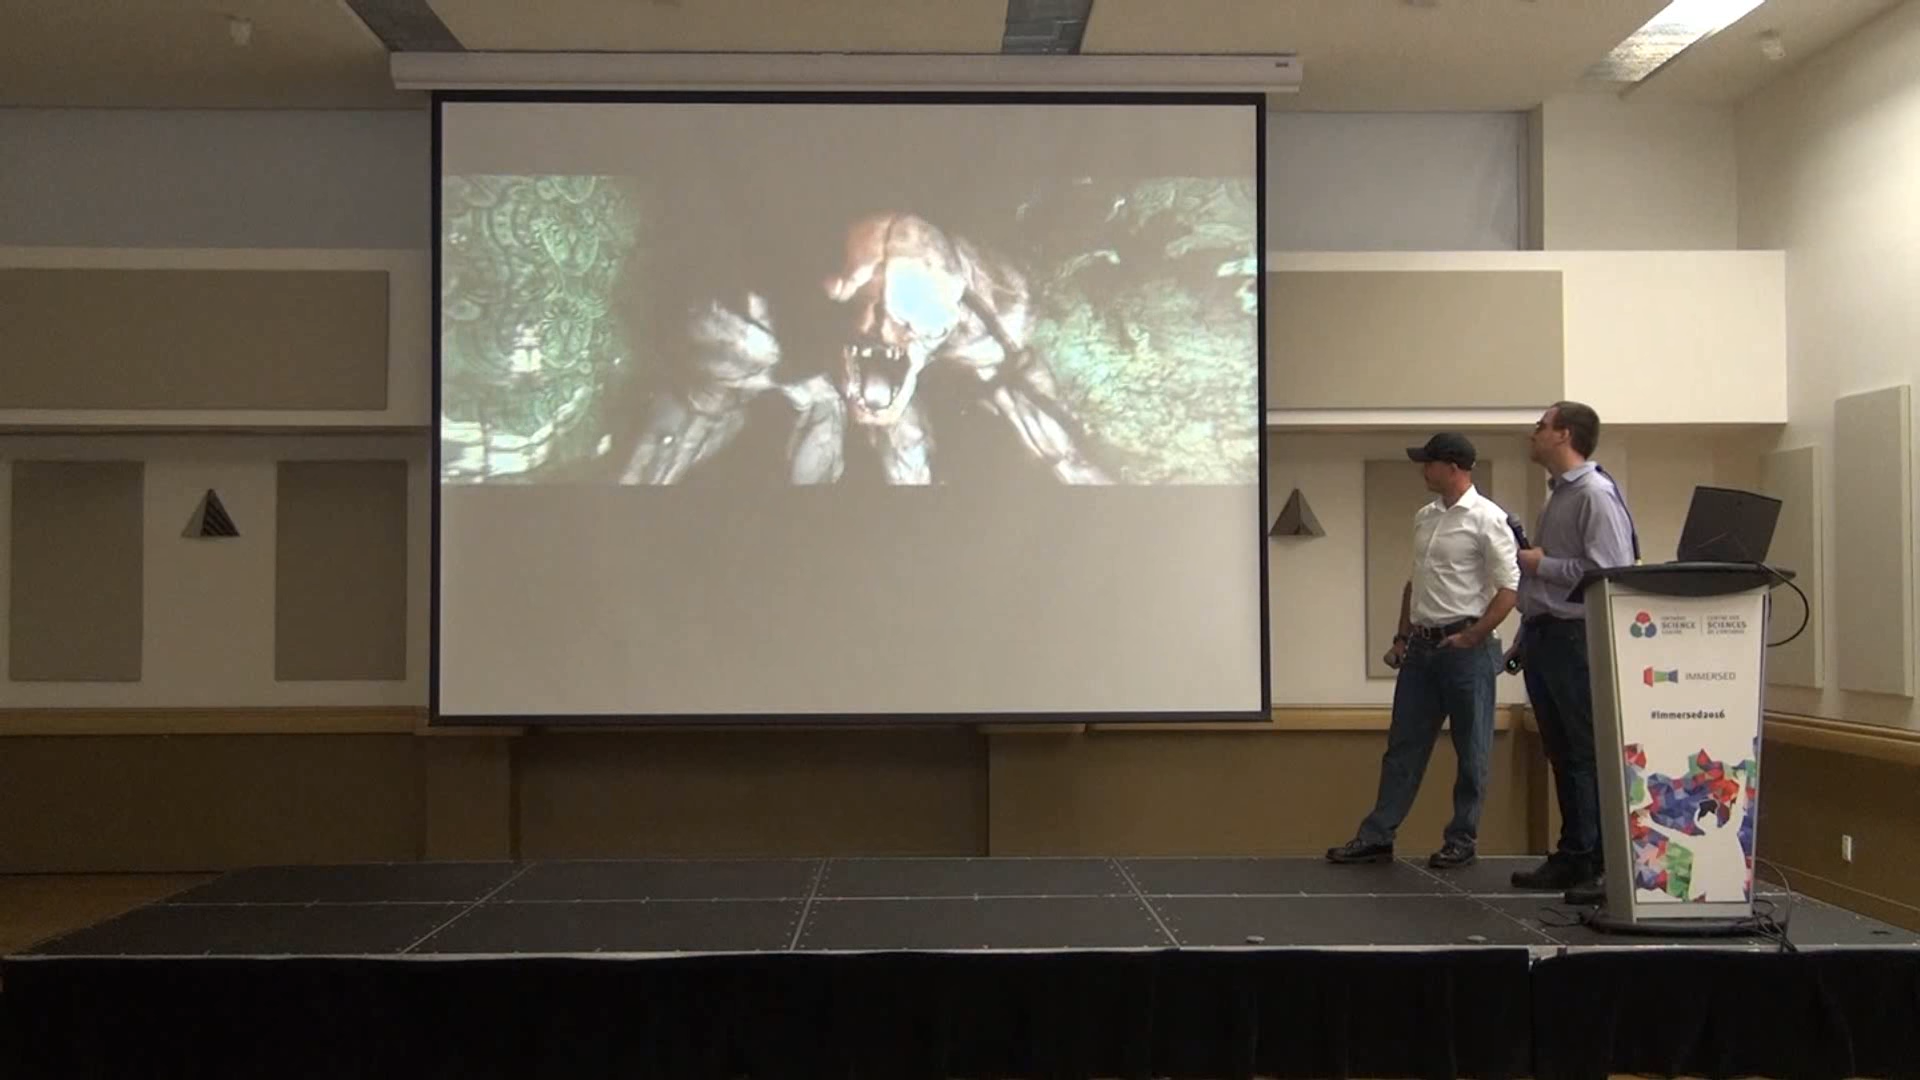 ONTARIO
SCIENCE
CENTRE
CENTRE DES
SCIENCES
DE L'ONTARIO
IMMERSED
#immersed2016